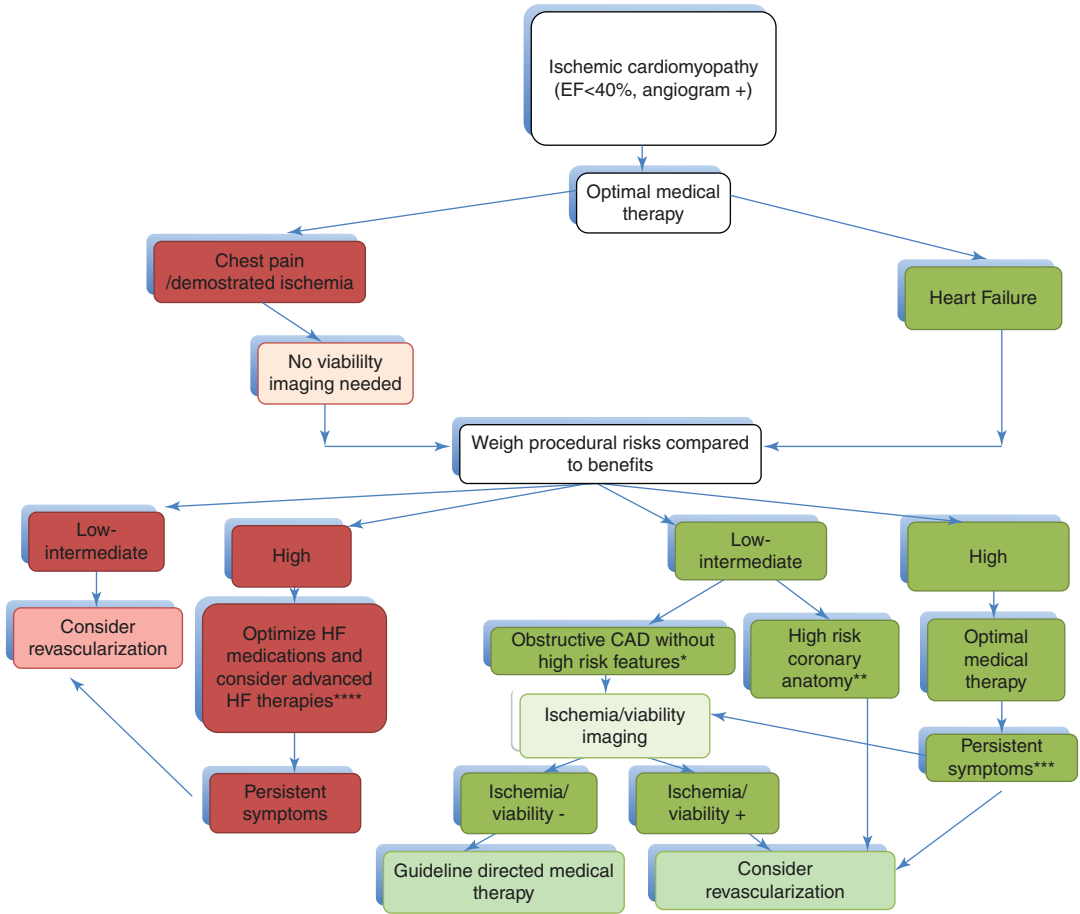 Ischemic cardiomyopathy
(EF<40%, angiogram +)
Optimal medical
therapy
Chest pain
/demostrated ischemia
Heart Failure
No viabililty
imaging needed
Weigh procedural risks compared
to benefits
Low-
intermediate
High
Low-
intermediate
High
Consider
revascularization
Optimize HF
medications and
consider advanced
HF therapies****
Obstructive CAD without
high risk features*
High risk
coronary
anatomy**
Optimal
medical
therapy
Ischemia/viability
imaging
Persistent
symptoms***
Persistent
symptoms
Ischemia/
viability -
Ischemia/
viability +
Guideline directed medical
therapy
Consider
revascularization